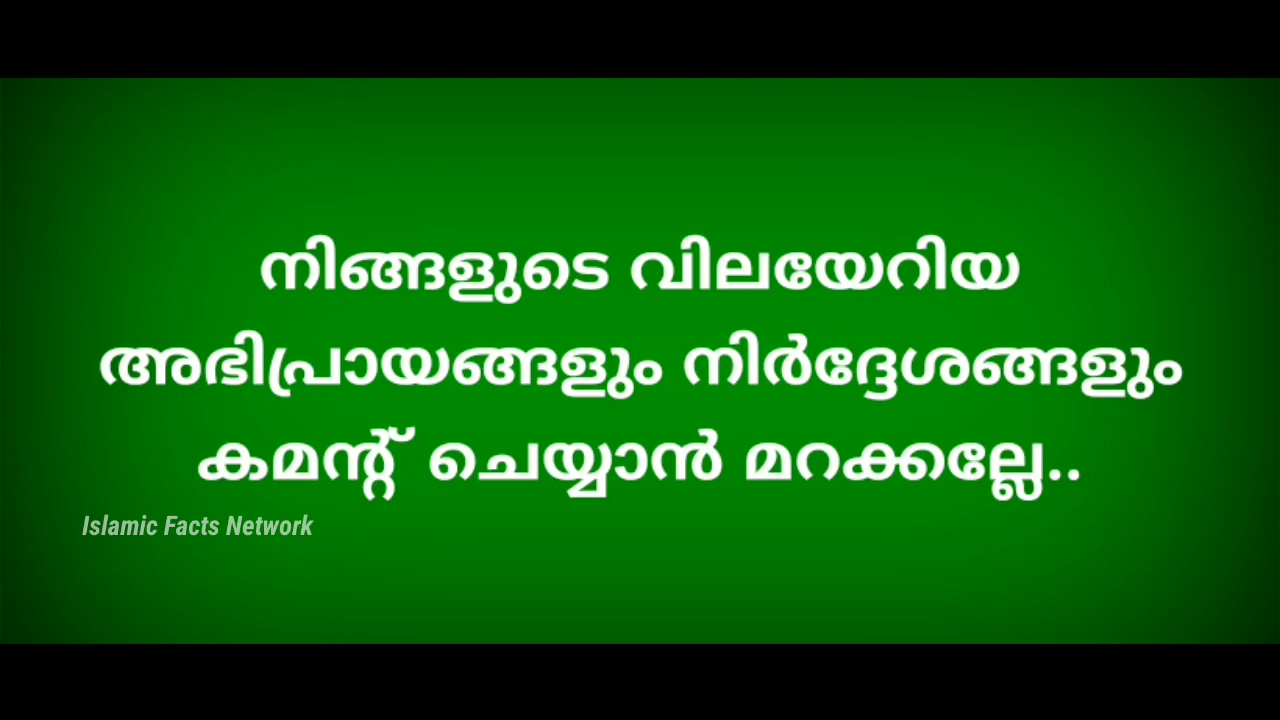 നിങ്ങളുടെ വിലയേറിയ
അഭിപ്രായങ്ങളും നിർദ്ദേശങ്ങളും
കമന്റ് ചെയ്യാൻ മറക്കല്ലേ..
Islamic Facts Network